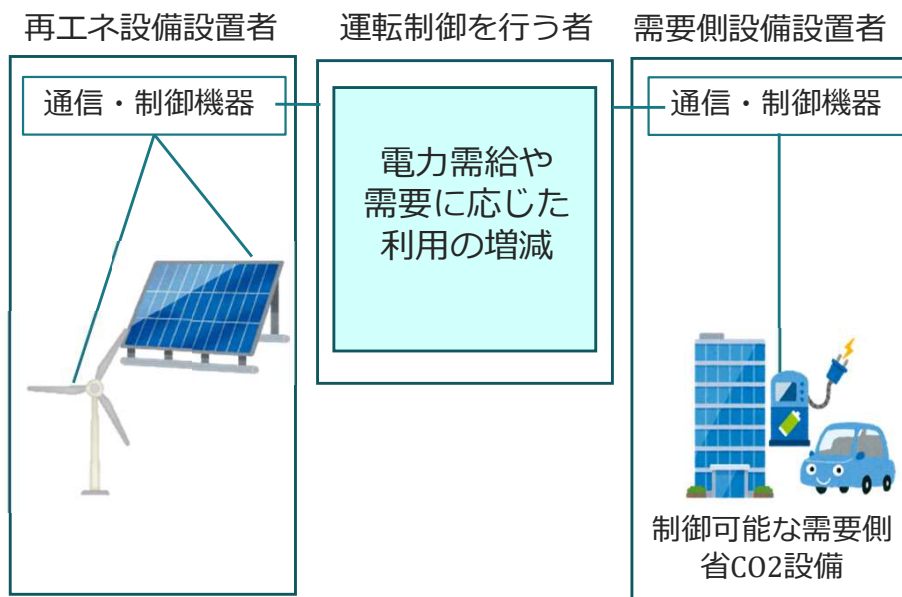 再エネ設備設置者
運転制御を行う者
需要側設備設置者
通信・制御機器
電力需給や
需要に応じた
利用の増減
通信・制御機器
制御可能な需要側
省CO2設備